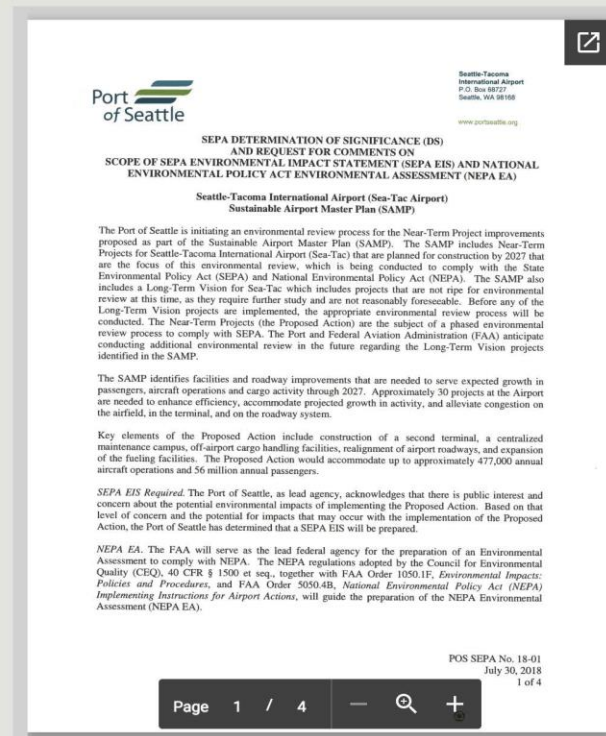 Port
of Seattle
Seattle-Tacoma
International Airport
P.O. Box 68727
Seattle, WA 98168
www.portseattle.org
SEPA DETERMINATION OF SIGNIFICANCE (DS)
AND REQUEST FOR COMMENTS ON
SCOPE OF SEPA ENVIRONMENTAL IMPACT STATEMENT (SEPA EIS) AND NATIONAL
ENVIRONMENTAL POLICY ACT ENVIRONMENTAL ASSESSMENT (NEPA EA)
Seattle-Tacoma International Airport (Sea-Tac Airport)
Sustainable Airport Master Plan (SAMP)
The Port of Seattle is initiating an environmental review process for the Near-Term Project improvements
proposed as part of the Sustainable Airport Master Plan (SAMP). The SAMP includes Near-Term
Projects for Seattle-Tacoma International Airport (Sea-Tac) that are planned for construction by 2027 that
are the focus of this environmental review, which is being conducted to comply with the State
Environmental Policy Act (SEPA) and National Environmental Policy Act (NEPA). The SAMP also
includes a Long-Term Vision for Sea-Tac which includes projects that are not ripe for environmental
review at this time, as they require further study and are not reasonably foreseeable. Before any of the
Long-Term Vision projects are implemented, the appropriate environmental review process will be
conducted. The Near-Term Projects (the Proposed Action) are the subject of a phased environmental
review process to comply with SEPA. The Port and Federal Aviation Administration (FAA) anticipate
conducting additional environmental review in the future regarding the Long-Term Vision projects
identified in the SAMP.
The SAMP identifies facilities and roadway improvements that are needed to serve expected growth in
passengers, aircraft operations and cargo activity through 2027. Approximately 30 projects at the Airport
are needed to enhance efficiency, accommodate projected growth in activity, and alleviate congestion on
the airfield, in the terminal, and on the roadway system.
Key elements of the Proposed Action include construction of a second terminal, a centralized
maintenance campus, off-airport cargo handling facilities, realignment of airport roadways, and expansion
of the fueling facilities. The Proposed Action would accommodate up to approximately 477,000 annual
aircraft operations and 56 million annual passengers.
SEPA EIS Required. The Port of Seattle, as lead agency, acknowledges that there is public interest and
concern about the potential environmental impacts of implementing the Proposed Action. Based on that
level of concern and the potential for impacts that may occur with the implementation of the Proposed
Action, the Port of Seattle has determined that a SEPA EIS will be prepared.
NEPA EA. The FAA will serve as the lead federal agency for the preparation of an Environmental
Assessment to comply with NEPA. The NEPA regulations adopted by the Council for Environmental
Quality (CEQ), 40 CFR § 1500 et seq., together with FAA Order 1050.1F, Environmental Impacts:
Policies and Procedures, and FAA Order 5050.4B, National Environmental Policy Act (NEPA)
Implementing Instructions for Airport Actions, will guide the preparation of the NEPA Environmental
Assessment (NEPA EA).
POS SEPA No. 18-01
July 30, 2018
1 of 4
Page 1 / 4